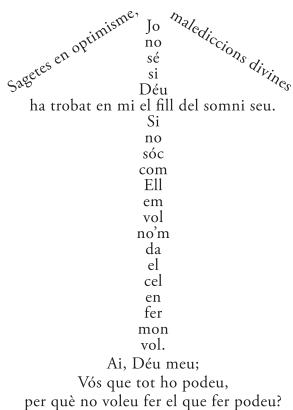 Sagetes en optimisme,
malediccions divines
Jo
no
sé
si
Déu
ha trobat en mi el fill del somni seu.
Si
no
sóc
com
Ell
em
vol
no'm
da
el
cel
en
fer
mon
vol.
Ai, Déu meu;
Vós que tot ho podeu,
per què no voleu fer el que fer podeu?